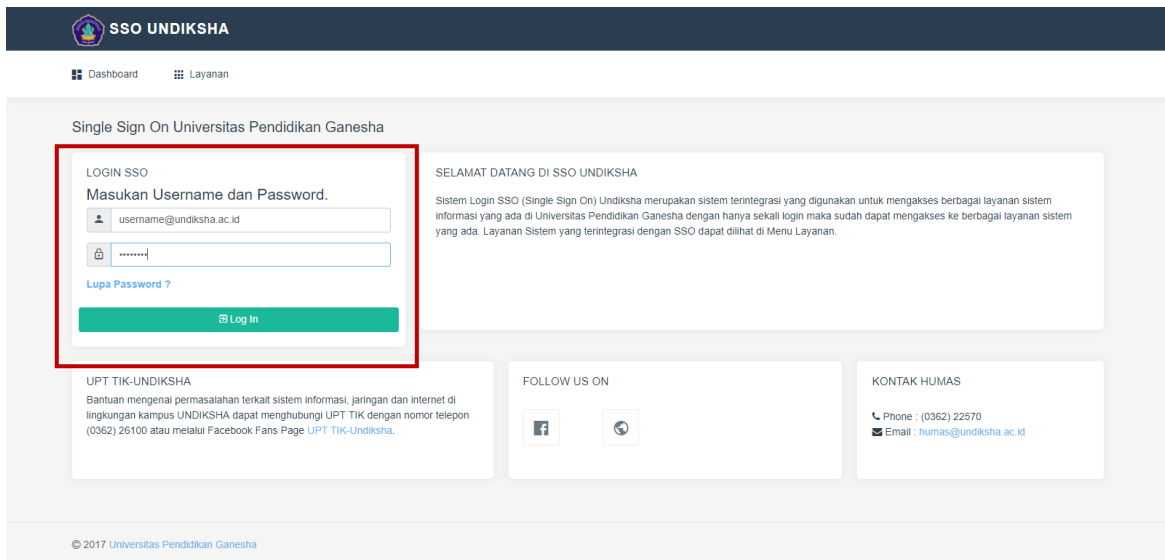 SSO UNDIKSHA
Dashboard
Layanan
Single Sign On Universitas Pendidikan Ganesha
LOGIN SSO
Masukan Username dan Password.
username@undiksha.ac.id
Lupa Password ?
Log In
SELAMAT DATANG DI SSO UNDIKSHA
Sistem Login SSO (Single Sign On) Undiksha merupakan sistem terintegrasi yang digunakan untuk mengakses berbagai layanan sistem
informasi yang ada di Universitas Pendidikan Ganesha dengan hanya sekali login maka sudah dapat mengakses ke berbagai layanan sistem
yang ada. Layanan Sistem yang terintegrasi dengan SSO dapat dilihat di Menu Layanan.
UPT TIK-UNDIKSHA
Bantuan mengenai permasalahan terkait sistem informasi, jaringan dan internet di
lingkungan kampus UNDIKSHA dapat menghubungi UPT TIK dengan nomor telepon
(0362) 26100 atau melalui Facebook Fans Page UPT TIK-Undiksha.
FOLLOW US ON
KONTAK HUMAS
Phone : (0362) 22570
Email : humas@undiksha.ac.id
© 2017 Universitas Pendidikan Ganesha